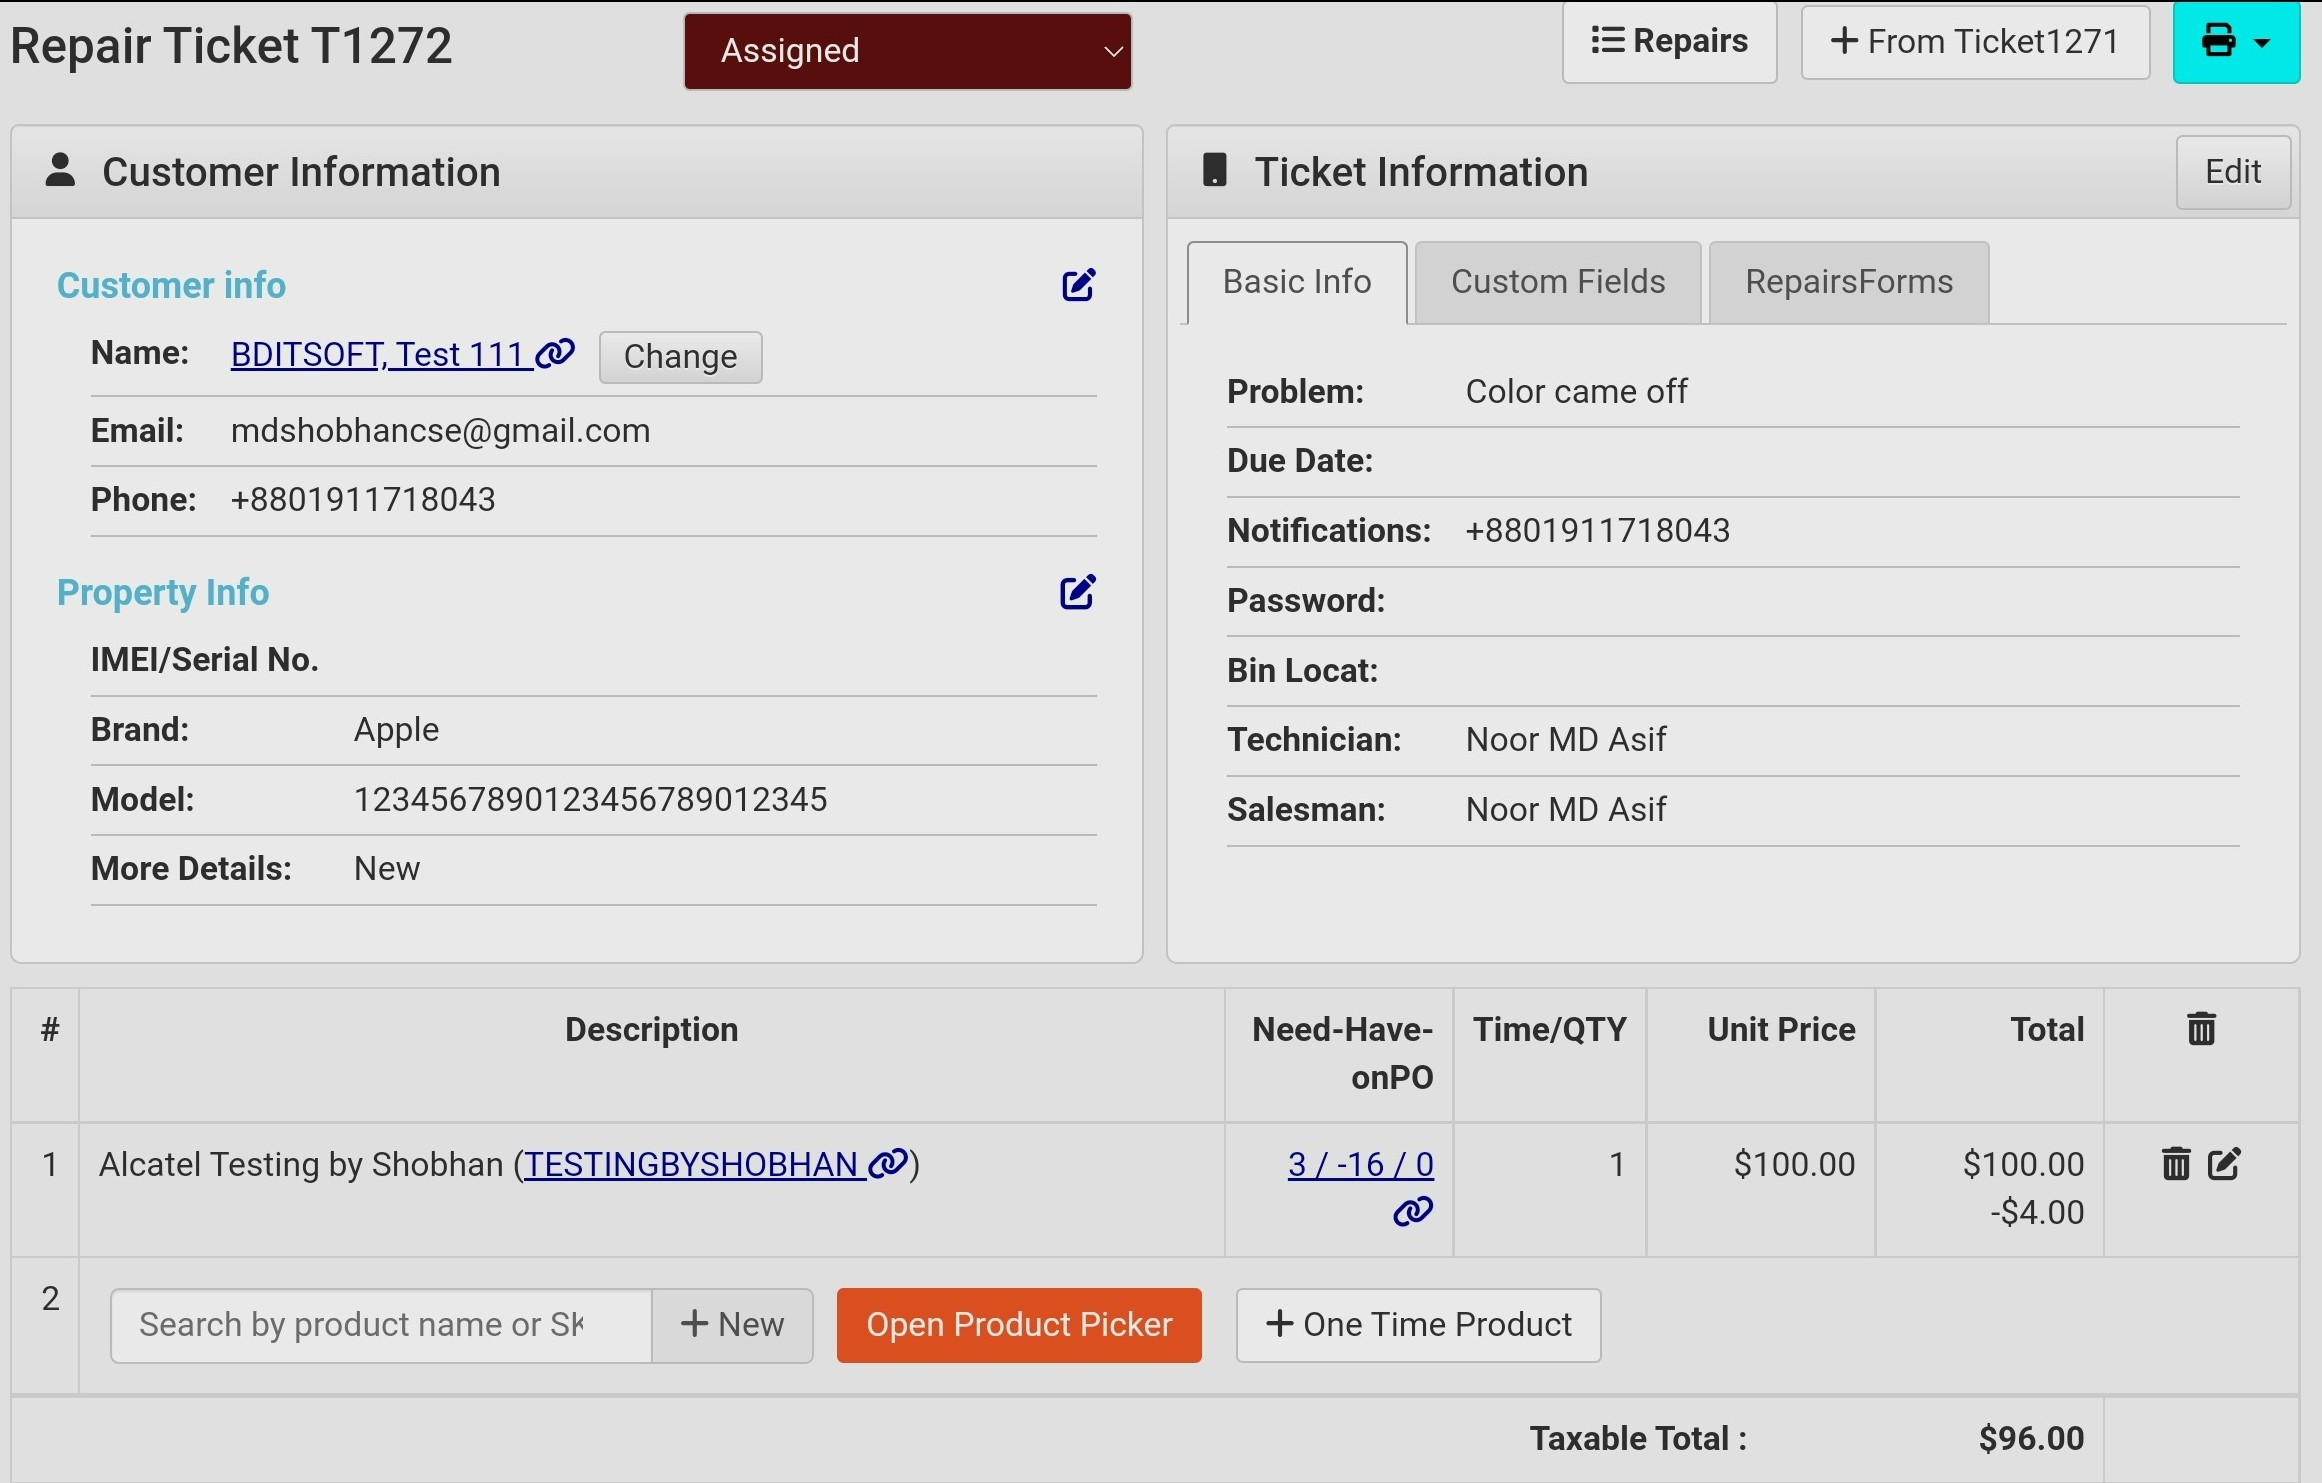 Repair Ticket T1272
Assigned
Repairs
+ From Ticket1271
Customer Information
Customer info
Name: BDITSOFT, Test 111 Change
Email: mdshobhancse@gmail.com
Phone: +8801911718043
Property Info
IMEI/Serial No.
Brand: Apple
Model: 1234567890123456789012345
More Details: New
Ticket Information
Edit
Basic Info Custom Fields RepairsForms
Problem: Color came off
Due Date:
Notifications: +8801911718043
Password:
Bin Locat:
Technician: Noor MD Asif
Salesman: Noor MD Asif
# Description Need-Have- Time/QTY Unit Price Total
onPO
1 Alcatel Testing by Shobhan (TESTINGBYSHOBHAN) 3 / -16 / 0 1 $100.00 $100.00
-$4.00
2 Search by product name or SK + New Open Product Picker + One Time Product
Taxable Total : $96.00